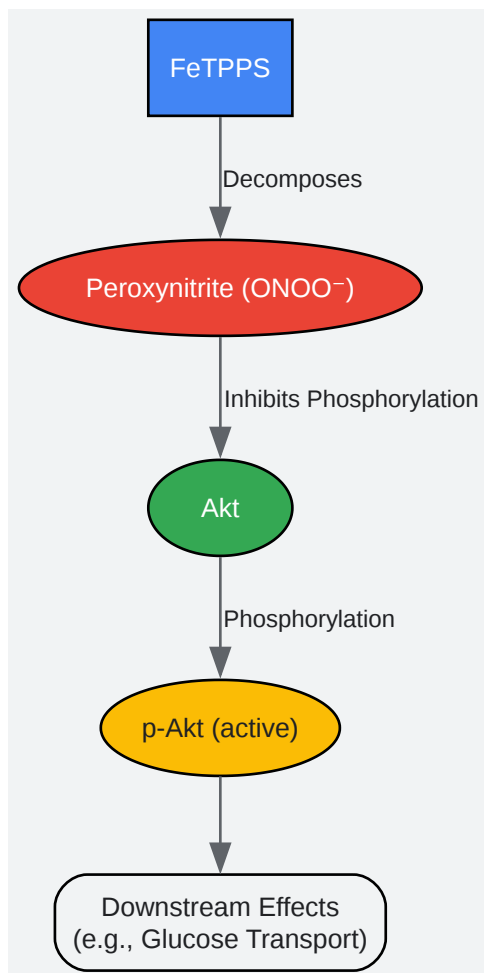 FeTPPS
Decomposes
Peroxynitrite (ONOO⁻)
Inhibits Phosphorylation
Akt
Phosphorylation
p-Akt (active)
Downstream Effects
(e.g., Glucose Transport)